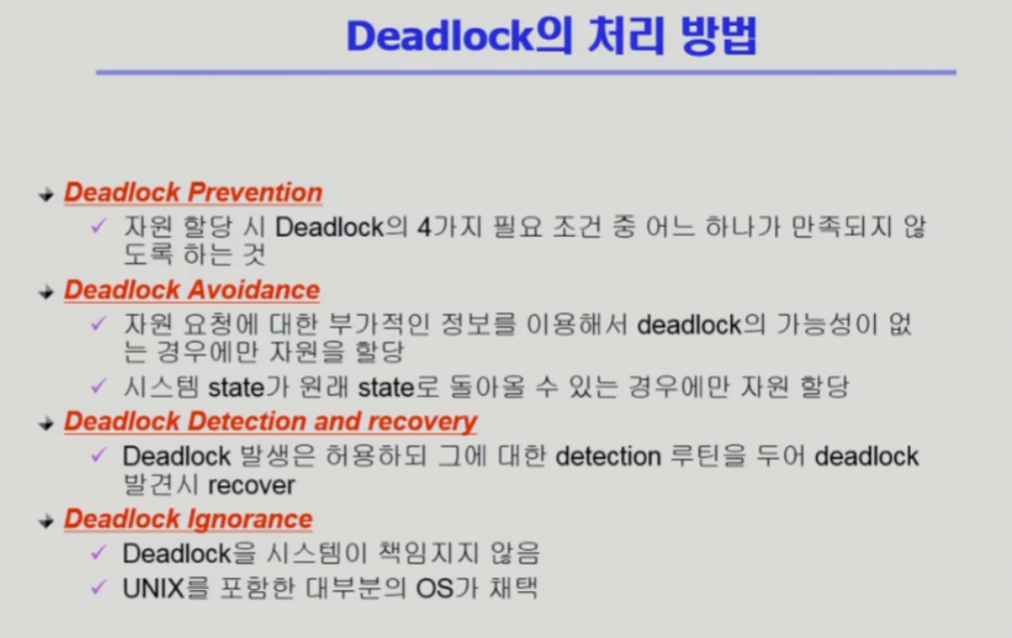 Deadlock의 처리 방법
Deadlock Prevention
자원 할당 시 Deadlock의 4가지 필요 조건 중 어느 하나가 만족되지 않
도록 하는 것
Deadlock Avoidance
자원 요청에 대한 부가적인 정보를 이용해서 deadlock의 가능성이 없
는 경우에만 자원을 할당
시스템 state가 원래 state로 돌아올 수 있는 경우에만 자원 할당
Deadlock Detection and recovery
Deadlock 발생은 허용하되 그에 대한 detection 루틴을 두어 deadlock
발견시 recover
Deadlock Ignorance
Deadlock을 시스템이 책임지지 않음
UNIX를 포함한 대부분의 OS가 채택